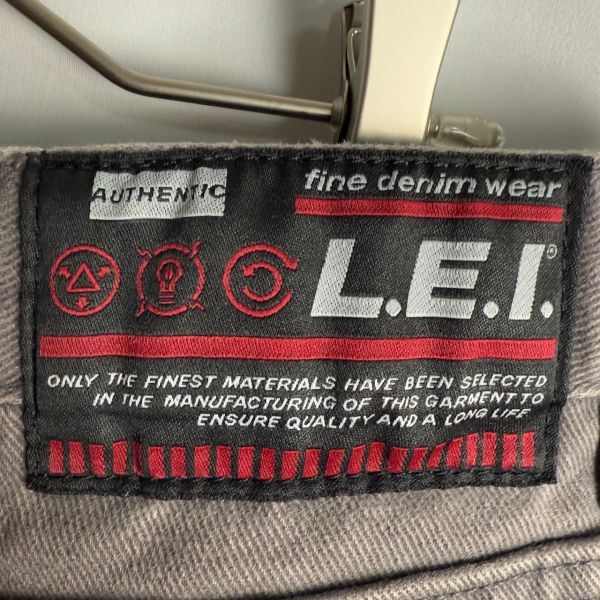 AUTHENTIC
fine denim wear
L.E.I.®
ONLY THE FINEST MATERIALS HAVE BEEN SELECTED
IN THE MANUFACTURING OF THIS GARMENT TO
ENSURE QUALITY AND A LONG LIFE